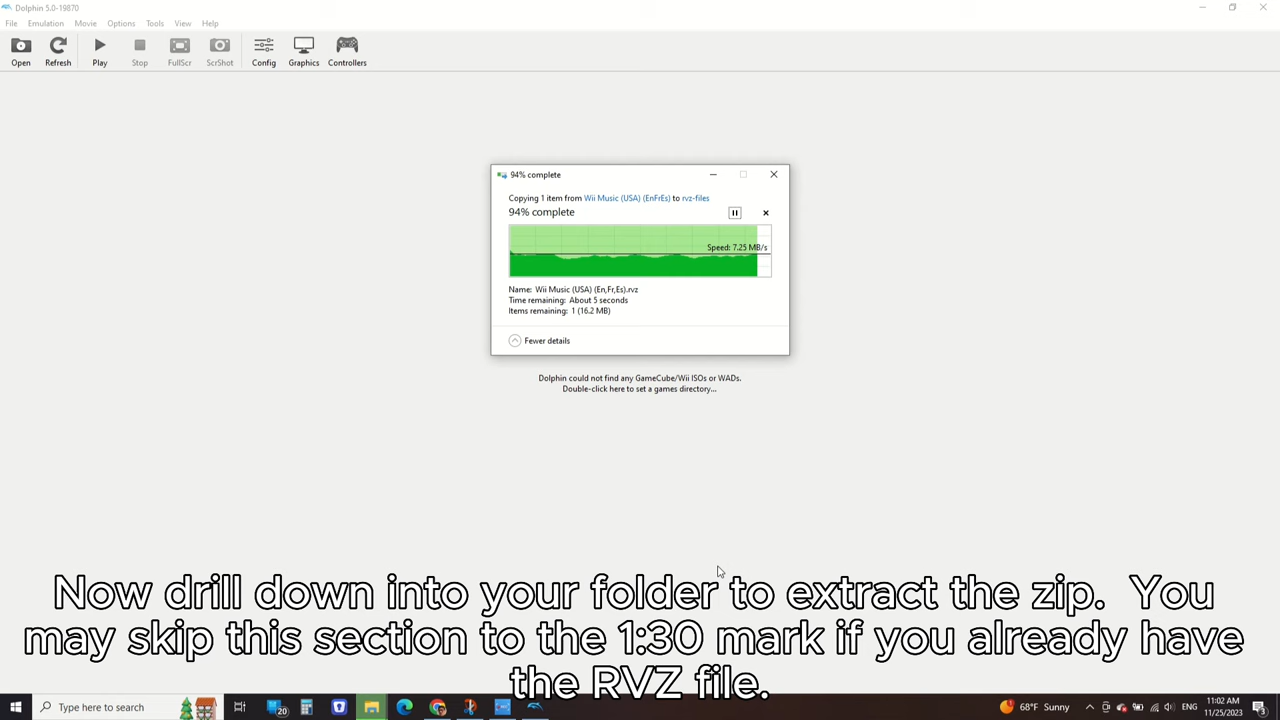 Dolphin 5.0-19870
File Emulation Movie Options Tools View Help
Open Refresh Play Stop FullScr ScrShot Config Graphics Controllers
94% complete
Copying 1 item from Wii Music (USA) (EnFrEs) to rvz-files
94% complete
Speed: 7.25 MB/s
Name: Wii Music (USA) (En,Fr,Es).rvz
Time remaining: About 5 seconds
Items remaining: 1 (16.2 MB)
Fewer details
Dolphin could not find any GameCube/Wii ISOs or WADs.
Double-click here to set a games directory...
Now drill down into your folder to extract the zip. You
may skip this section to the 1:30 mark if you already have
the RVZ file.
Type here to search
20
68°F Sunny
ENG
11:02 AM
11/25/2023
3